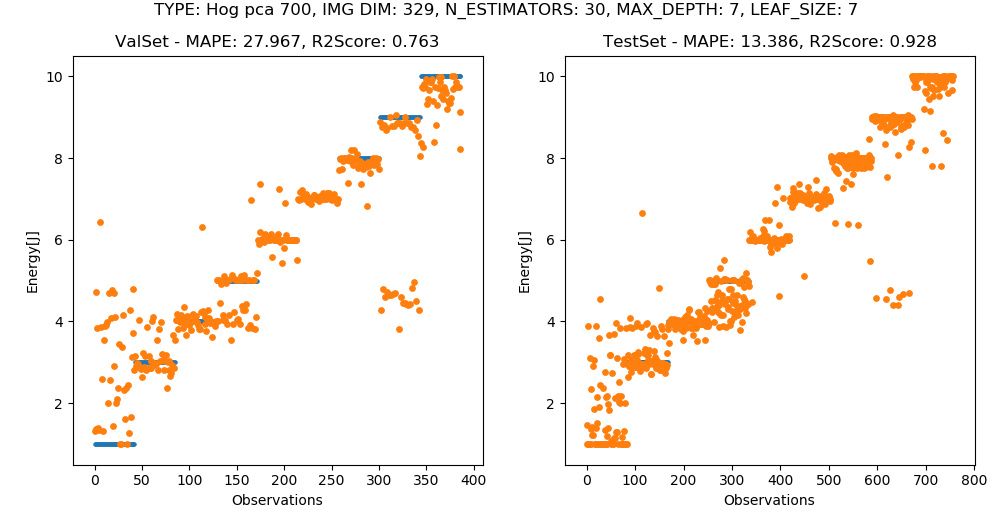 TYPE: Hog pca 700, IMG DIM: 329, N_ESTIMATORS: 30, MAX_DEPTH: 7, LEAF_SIZE: 7
ValSet - MAPE: 27.967, R2Score: 0.763
10
8
6
4
2
Energy[J]
0 50 100 150 200 250 300 350 400
Observations
TestSet - MAPE: 13.386, R2Score: 0.928
10
8
6
4
2
Energy[J]
0 100 200 300 400 500 600 700 800
Observations